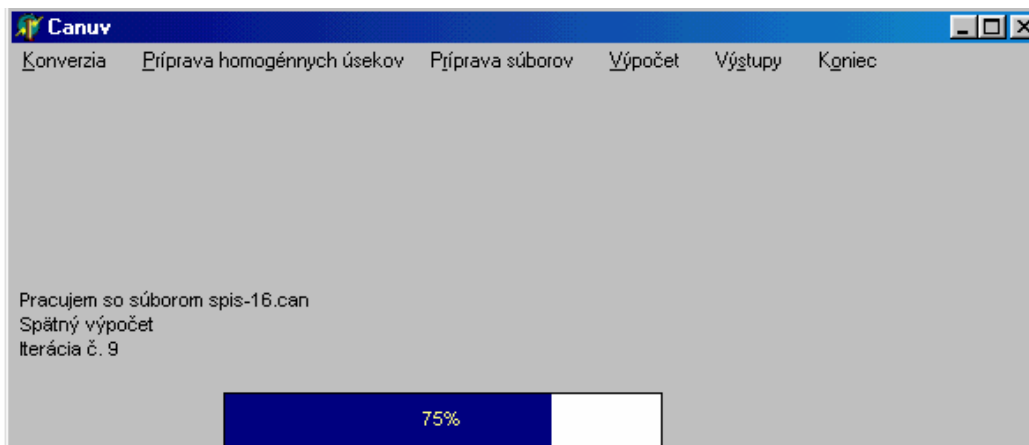 Canuv
Konverzia Príprava homogénnych úsekov Príprava súborov Výpočet Výstupy Koniec
Pracujem so súborom spis-16.can
Spätný výpočet
Iterácia č. 9
75%